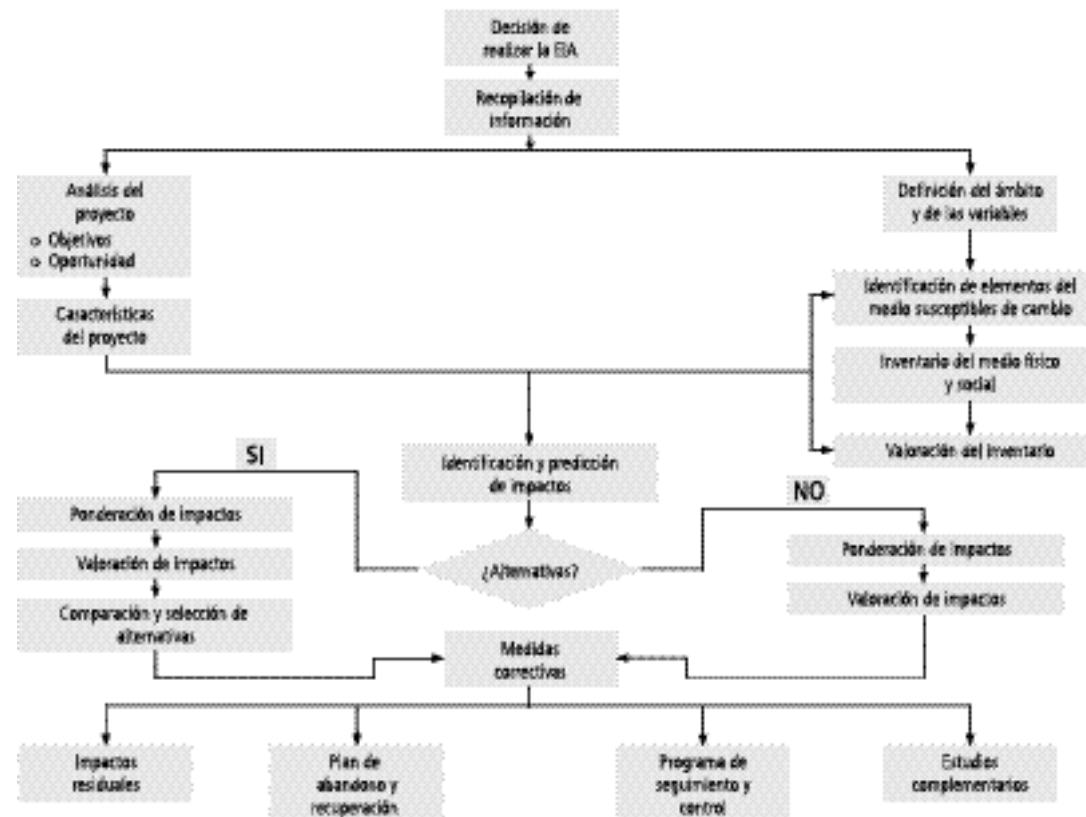 Decisión de
realizar la EIA
Recopilación de
información
Análisis del
proyecto
o Objetivos
o Oportunidad
Definición del ámbito
y de las variables
Características
del proyecto
Identificación de elementos del
medio susceptibles de cambio
Inventario del medio físico
y social
Valoración del inventario
SI
Identificación y predicción
de impactos
NO
Ponderación de impactos
Valoración de impactos
Comparación y selección de
alternativas
¿Alternativas?
Ponderación de impactos
Valoración de impactos
Medidas
correctivas
Impactos
residuales
Plan de
abandono y
recuperación
Programa de
seguimiento y
control
Estudios
complementarios